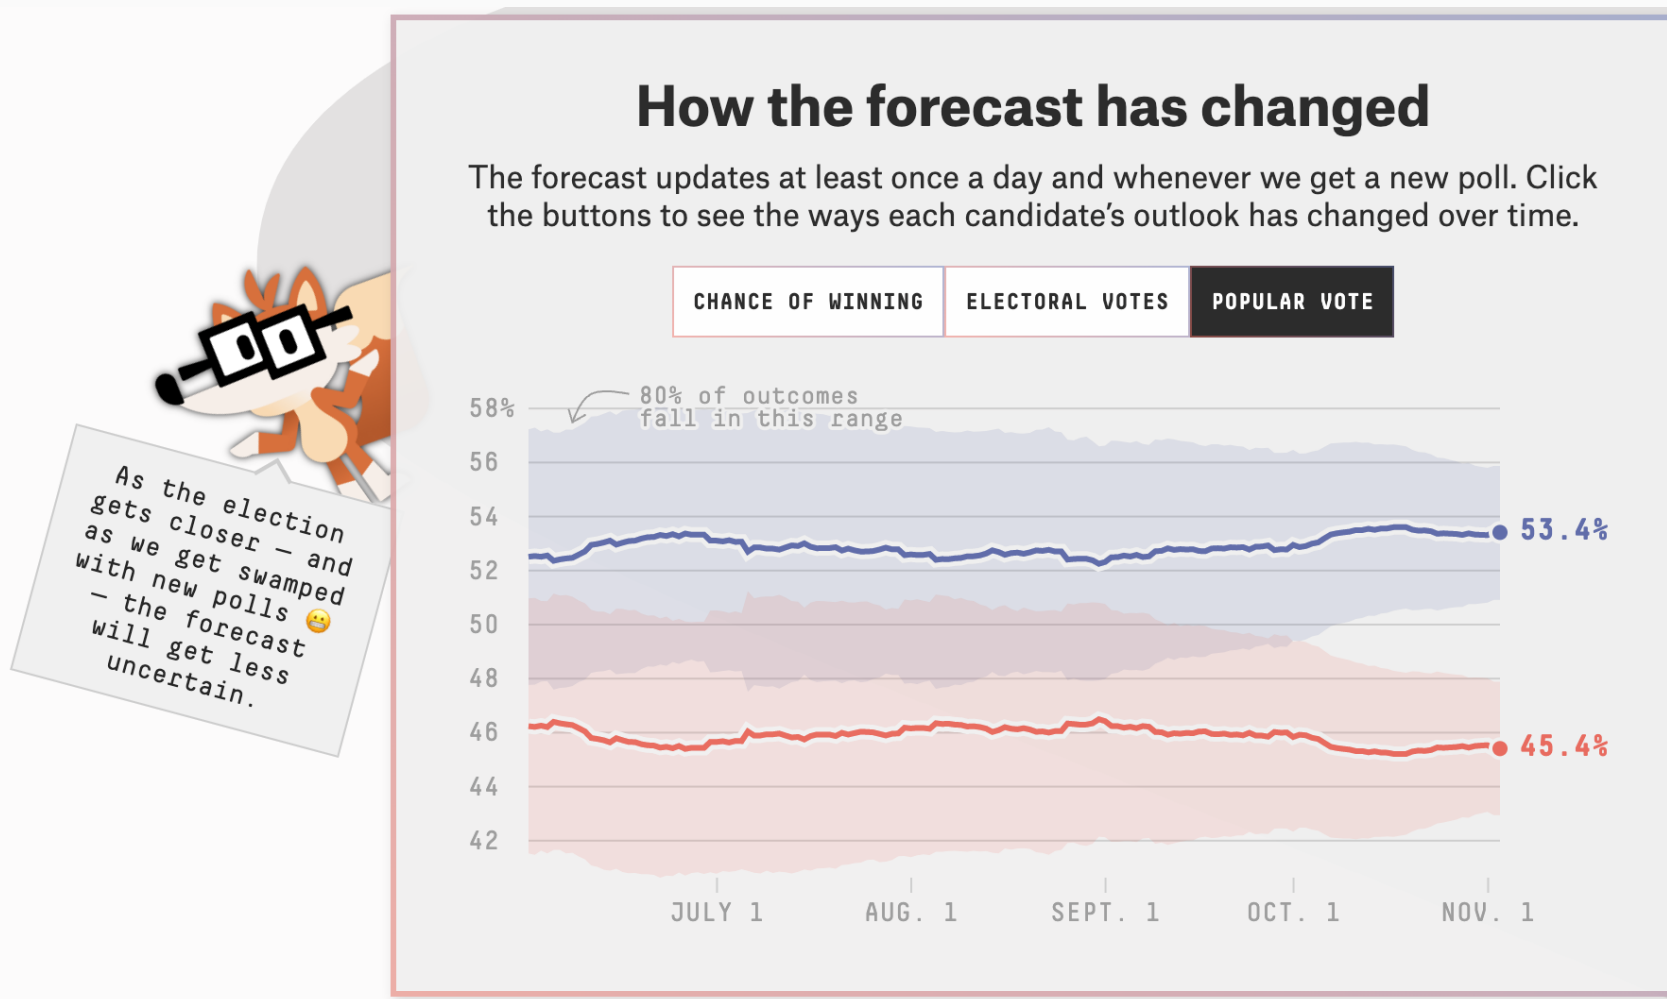 How the forecast has changed
The forecast updates at least once a day and whenever we get a new poll. Click
the buttons to see the ways each candidate’s outlook has changed over time.
CHANCE OF WINNING
ELECTORAL VOTES
POPULAR VOTE
As the election
gets closer — and
as we get swamped
with new polls 😬
— the forecast
will get less
uncertain.
80% of outcomes
fall in this range
58%
56
54
52
50
48
46
44
42
53.4%
45.4%
JULY 1
AUG. 1
SEPT. 1
OCT. 1
NOV. 1